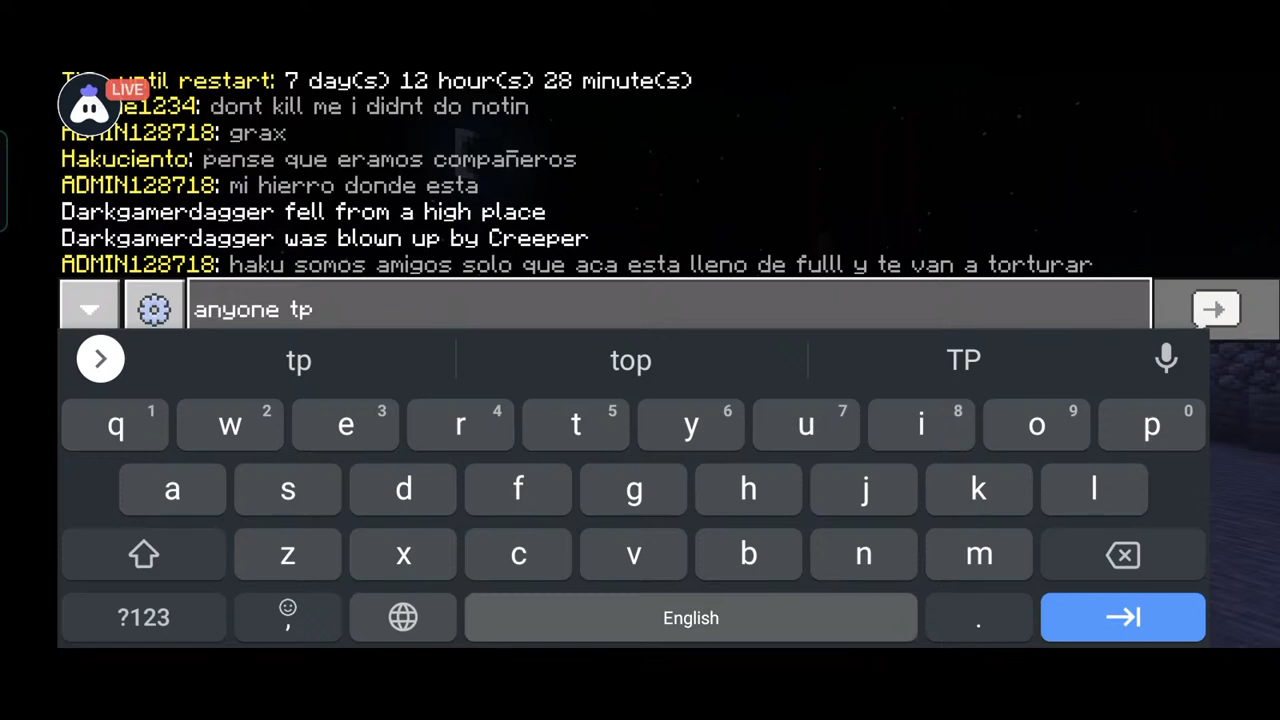 until restart: 7 day(s) 12 hour(s) 28 minute(s)
LIVE
e1234: dont kill me i didnt do notin
ADMIN128718: grax
Hakuciento: pense que eramos compañeros
ADMIN128718: mi hierro donde esta
Darkgamerdagger fell from a high place
Darkgamerdagger was blown up by Creeper
ADMIN128718: haku somos amigos solo que aca esta lleno de fulll y te van a torturar
anyone tp
tp top TP
q 1 w 2 e 3 r 4 t 5 y 6 u 7 i 8 o 9 p 0
a s d f g h j k l
z x c v b n m
?123 , English .